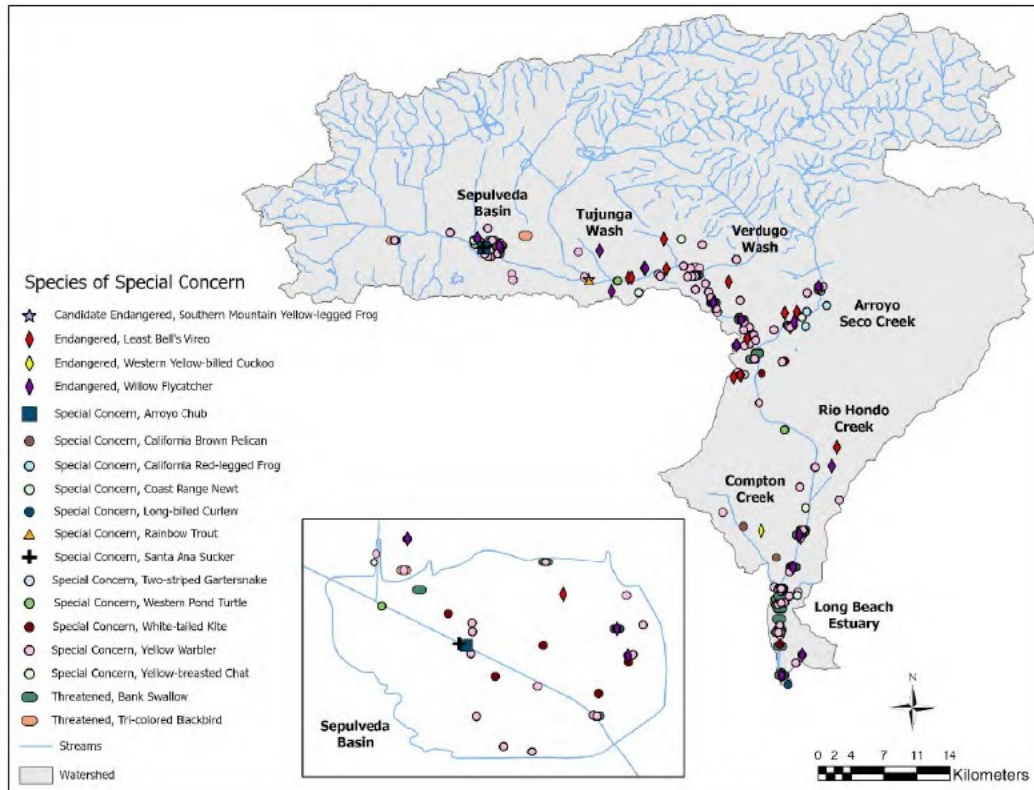 Sepulveda
Basin
Tujunga
Wash
Verdugo
Wash
Arroyo
Seco Creek
Rio Hondo
Creek
Compton
Creek
Long Beach
Estuary
Species of Special Concern
Candidate Endangered, Southern Mountain Yellow-legged Frog
Endangered, Least Bell's Vireo
Endangered, Western Yellow-billed Cuckoo
Endangered, Willow Flycatcher
Special Concern, Arroyo Chub
Special Concern, California Brown Pelican
Special Concern, California Red-legged Frog
Special Concern, Coast Range Newt
Special Concern, Long-billed Curlew
Special Concern, Rainbow Trout
Special Concern, Santa Ana Sucker
Special Concern, Two-striped Gartersnake
Special Concern, Western Pond Turtle
Special Concern, White-tailed Kite
Special Concern, Yellow Warbler
Special Concern, Yellow-breasted Chat
Threatened, Bank Swallow
Threatened, Tri-colored Blackbird
Streams
Watershed
Sepulveda
Basin
N
0 2 4 7 11 14
Kilometers